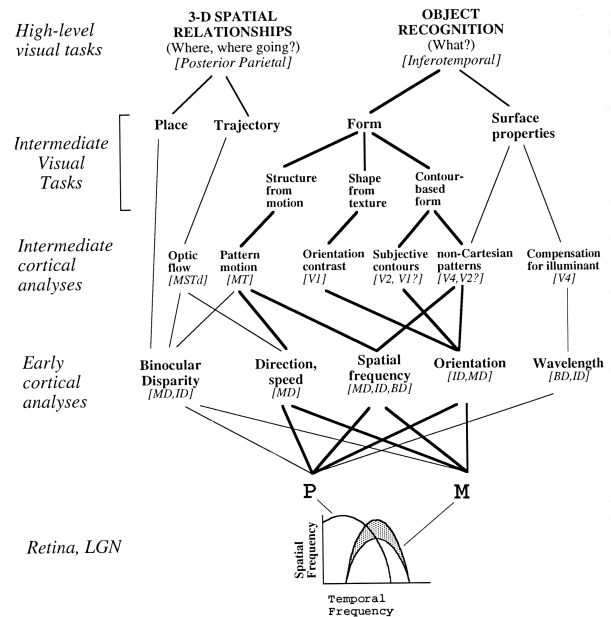 High-level
visual tasks
3-D SPATIAL
RELATIONSHIPS
(Where, where going?)
[Posterior Parietal]
OBJECT
RECOGNITION
(What?)
[Inferotemporal]
Intermediate
Visual
Tasks
Place
Trajectory
Form
Surface
properties
Structure
from
motion
Shape
from
texture
Contour-
based
form
Intermediate
cortical
analyses
Optic
flow
[MSTd]
Pattern
motion
[MT]
Orientation
contrast
[V1]
Subjective
contours
[V2, V1?]
non-Cartesian
patterns
[V4,V2?]
Compensation
for illuminant
[V4]
Early
cortical
analyses
Binocular
Disparity
[MD,ID]
Direction,
speed
[MD]
Spatial
frequency
[MD,ID,BD]
Orientation
[ID,MD]
Wavelength
[BD,ID]
P
M
Retina, LGN
Spatial
Frequency
Temporal
Frequency